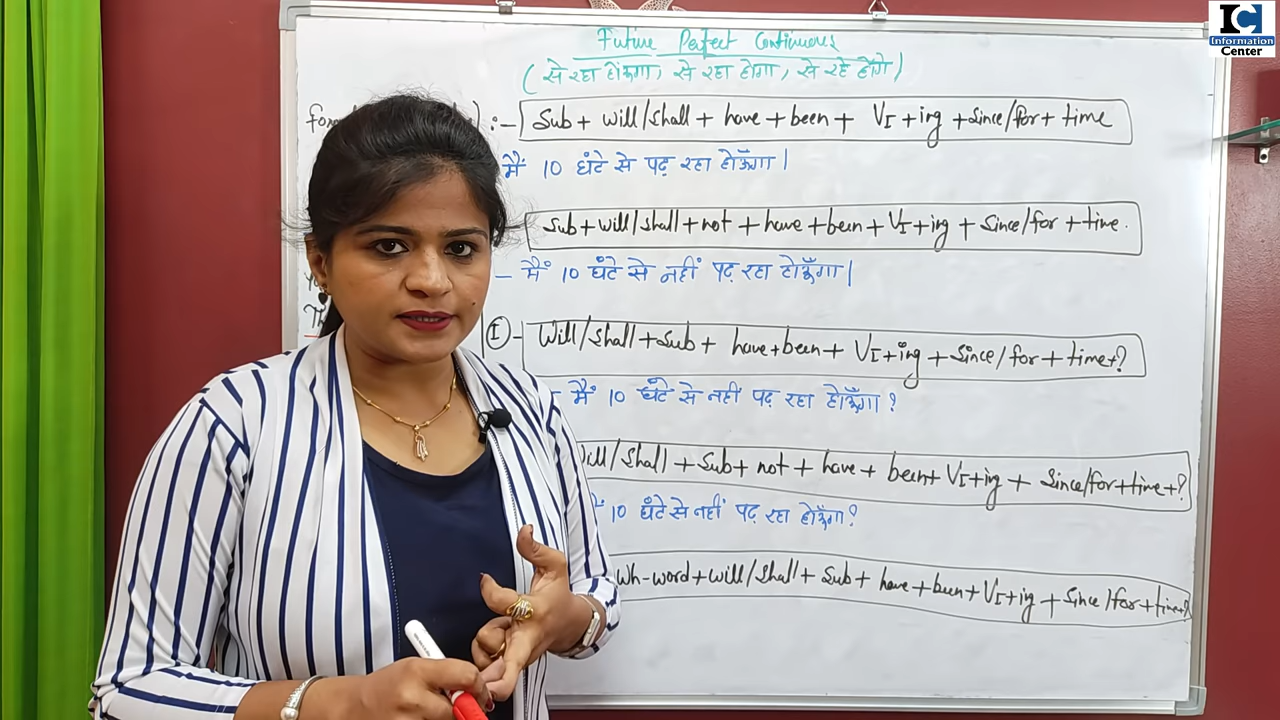 IC
Information
Center
Future Perfect Continuous
(से रहा होऊंगा, से रहा होगा, से रहे होंगे)
:- Sub + will/shall + have + been + VI + ing + since/for + time
मैं 10 घंटे से पढ़ रहा होऊँगा।
Sub + will/shall + not + have + been + VI + ing + since/for + time.
- मैं 10 घंटे से नहीं पढ़ रहा होऊँगा।
(I) - Will/shall + Sub + have + been + VI + ing + since/for + time + ?
- मैं 10 घंटे से नहीं पढ़ रहा होऊँगा?
/shall + Sub + not + have + been + VI + ing + since/for + time + ?
10 घंटे से नहीं पढ़ रहा होऊँगा?
Wh-word + will/shall + Sub + have + been + VI + ing + since/for + time + ?